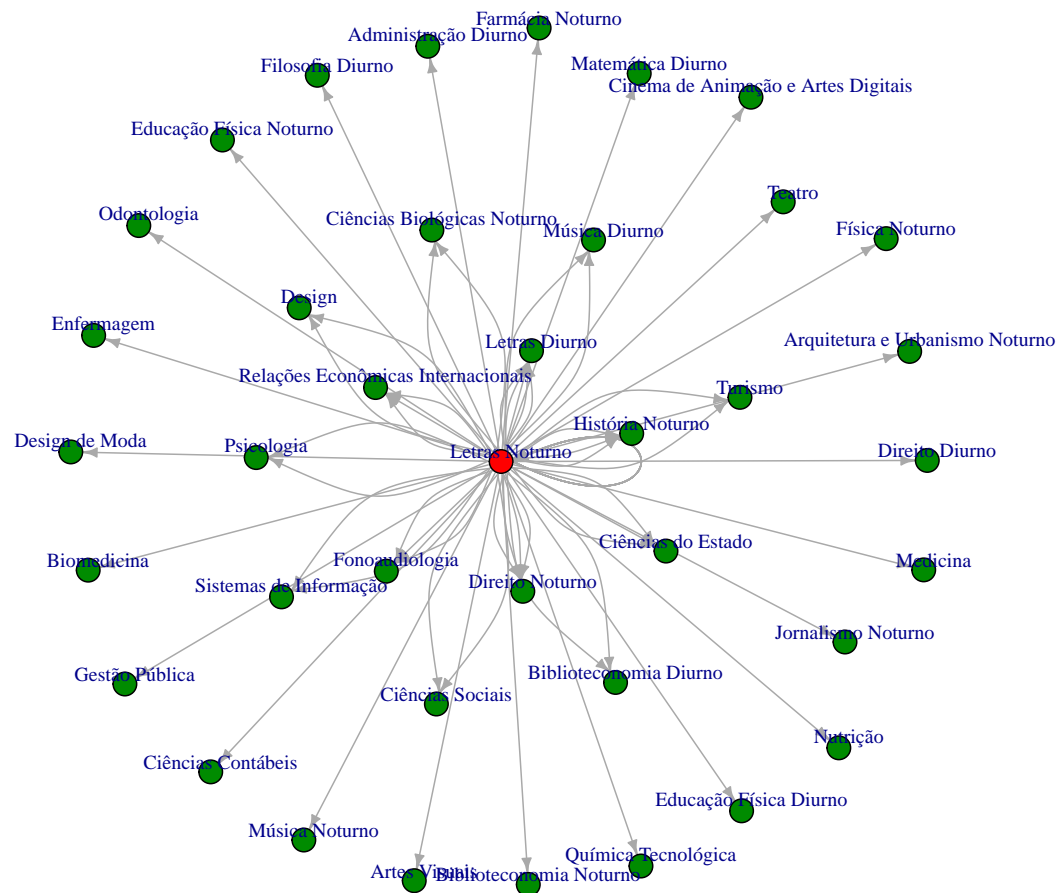 Farmácia Noturno
Administração Diurno
Filosofia Diurno
Matemática Diurno
Cinema de Animação e Artes Digitais
Educação Física Noturno
Teatro
Odontologia
Ciências Biológicas Noturno
Música Diurno
Física Noturno
Design
Enfermagem
Letras Diurno
Arquitetura e Urbanismo Noturno
Relações Econômicas Internacionais
Turismo
História Noturno
Design de Moda
Psicologia
Letras Noturno
Direito Diurno
Ciências do Estado
Biomedicina
Fonoaudiologia
Medicina
Sistemas de Informação
Direito Noturno
Jornalismo Noturno
Gestão Pública
Biblioteconomia Diurno
Ciências Sociais
Nutrição
Ciências Contábeis
Educação Física Diurno
Música Noturno
Química Tecnológica
Artes Visuais
Biblioteconomia Noturno